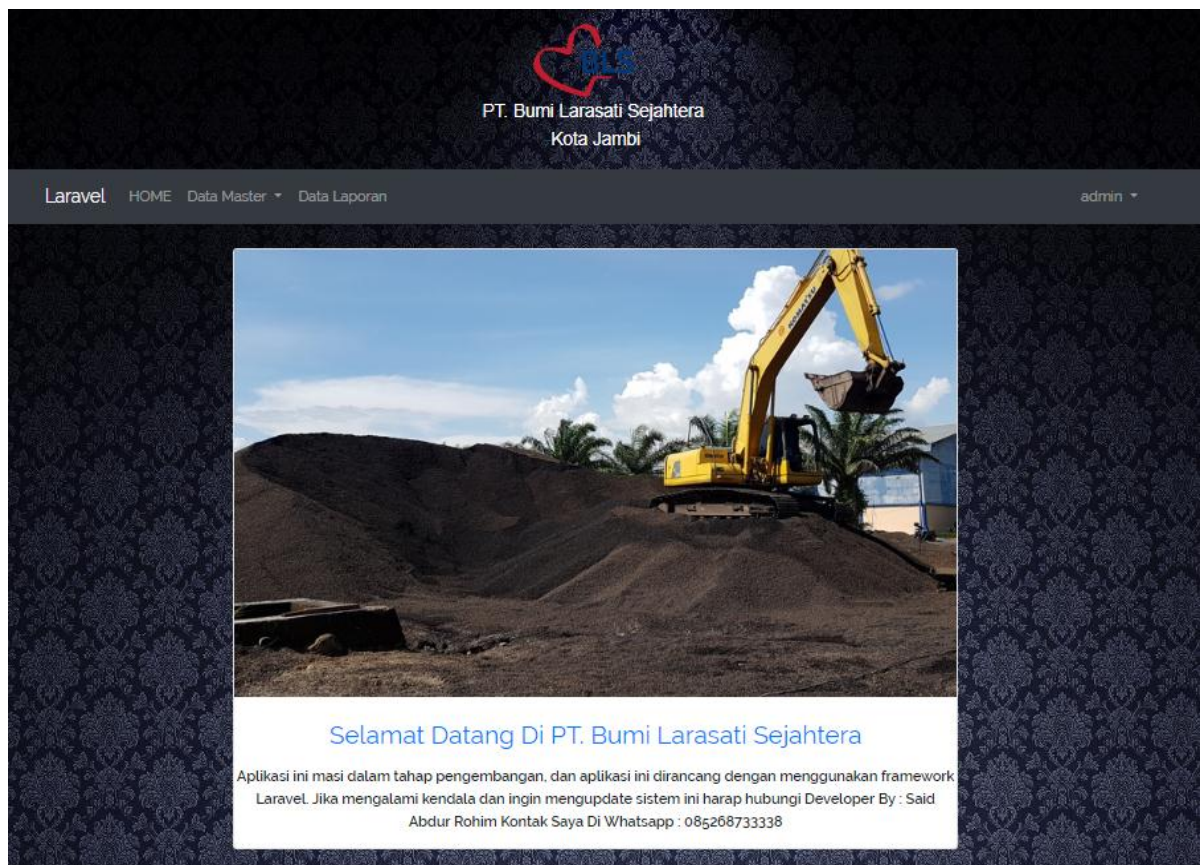 BLS
PT. Bumi Larasati Sejahtera
Kota Jambi
Laravel HOME Data Master Data Laporan admin
KOMATSU
Selamat Datang Di PT. Bumi Larasati Sejahtera
Aplikasi ini masi dalam tahap pengembangan, dan aplikasi ini dirancang dengan menggunakan framework
Laravel. Jika mengalami kendala dan ingin mengupdate sistem ini harap hubungi Developer By : Said
Abdur Rohim Kontak Saya Di Whatsapp : 085268733338